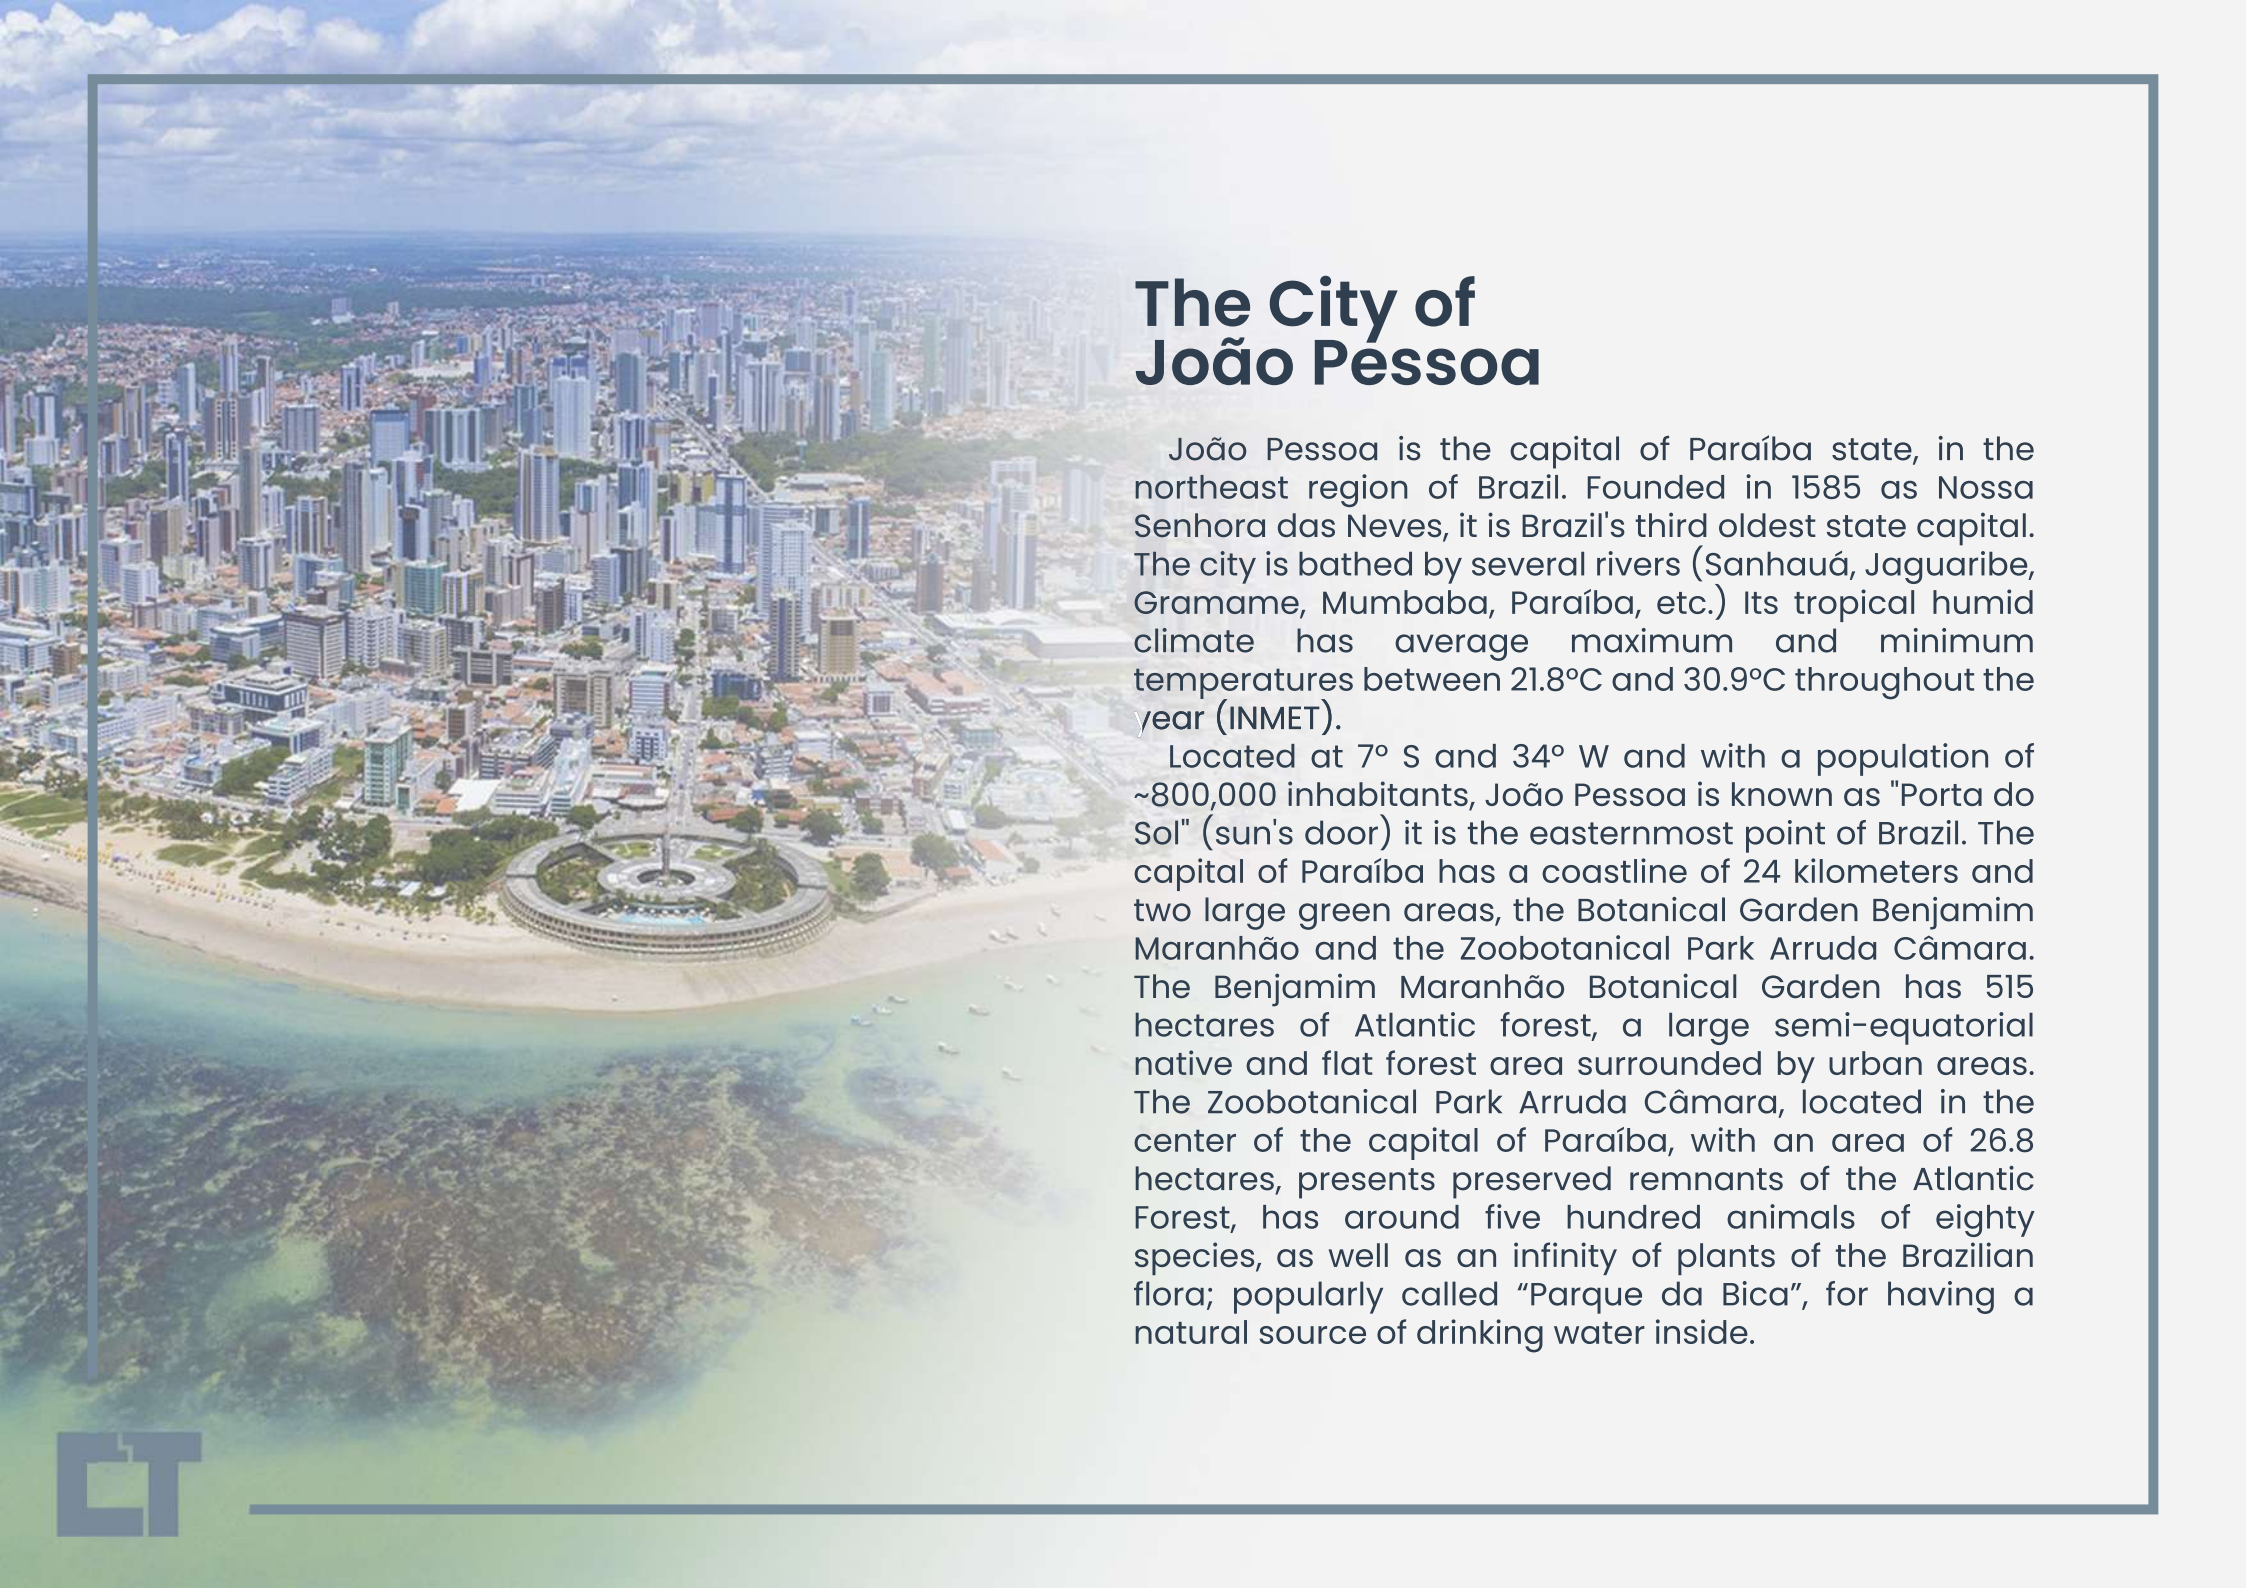 The City of
João Pessoa
João Pessoa is the capital of Paraíba state, in the
northeast region of Brazil. Founded in 1585 as Nossa
Senhora das Neves, it is Brazil's third oldest state capital.
The city is bathed by several rivers (Sanhauá, Jaguaribe,
Gramame, Mumbaba, Paraíba, etc.) Its tropical humid
climate has average maximum and minimum
temperatures between 21.8ºC and 30.9ºC throughout the
year (INMET).
Located at 7º S and 34º W and with a population of
~800,000 inhabitants, João Pessoa is known as "Porta do
Sol" (sun's door) it is the easternmost point of Brazil. The
capital of Paraíba has a coastline of 24 kilometers and
two large green areas, the Botanical Garden Benjamim
Maranhão and the Zoobotanical Park Arruda Câmara.
The Benjamim Maranhão Botanical Garden has 515
hectares of Atlantic forest, a large semi-equatorial
native and flat forest area surrounded by urban areas.
The Zoobotanical Park Arruda Câmara, located in the
center of the capital of Paraíba, with an area of 26.8
hectares, presents preserved remnants of the Atlantic
Forest, has around five hundred animals of eighty
species, as well as an infinity of plants of the Brazilian
flora; popularly called “Parque da Bica”, for having a
natural source of drinking water inside.
CT